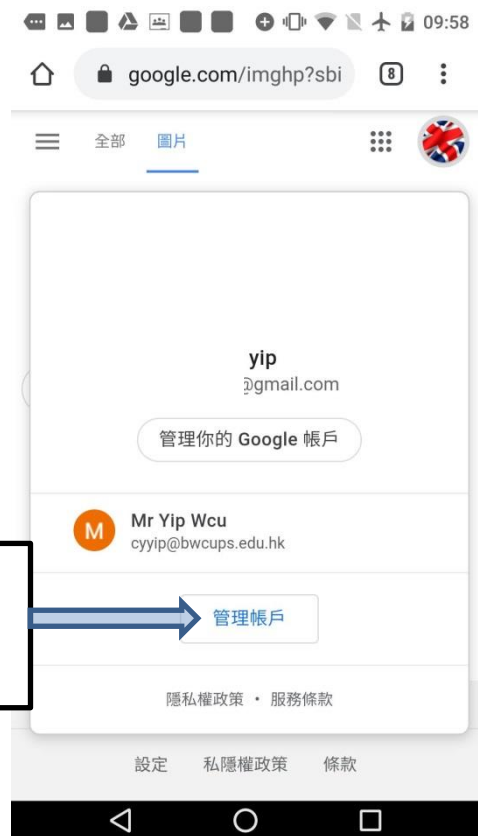 09:58
google.com/imghp?sbi
8
全部 圖片
yip
@gmail.com
管理你的 Google 帳戶
M
Mr Yip Wcu
cyyip@bwcups.edu.hk
管理帳戶
隱私權政策 • 服務條款
設定 私隱權政策 條款